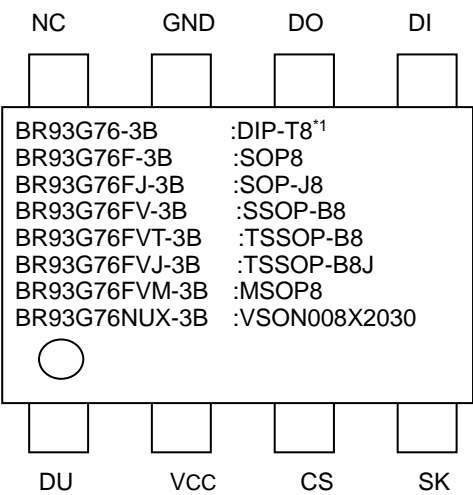 NC GND DO DI
BR93G76-3B :DIP-T8*1
BR93G76F-3B :SOP8
BR93G76FJ-3B :SOP-J8
BR93G76FV-3B :SSOP-B8
BR93G76FVT-3B :TSSOP-B8
BR93G76FVJ-3B :TSSOP-B8J
BR93G76FVM-3B :MSOP8
BR93G76NUX-3B :VSON008X2030
DU VCC CS SK